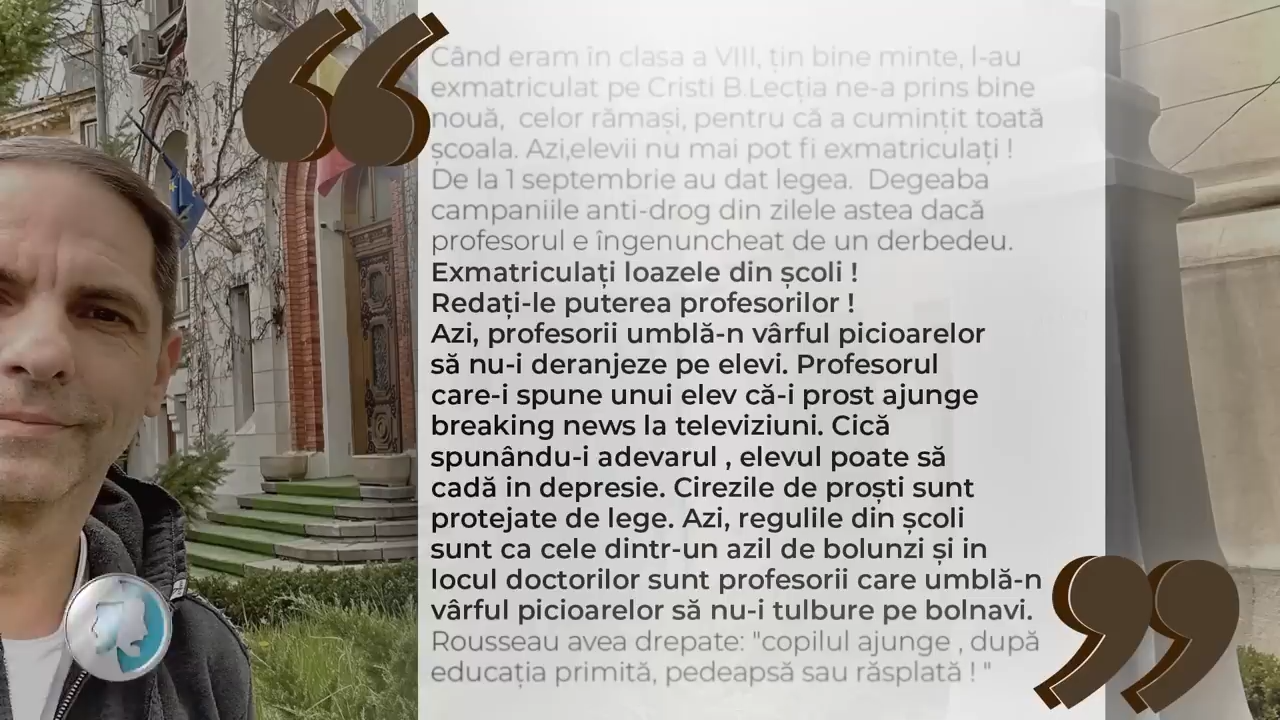 Când eram în clasa a VIII, țin bine minte, l-au
exmatriculat pe Cristi B.Lecția ne-a prins bine
nouă,  celor rămași, pentru că a cumințit toată
școala. Azi,elevii nu mai pot fi exmatriculați !
De la 1 septembrie au dat legea.  Degeaba
campaniile anti-drog din zilele astea dacă
profesorul e îngenuncheat de un derbedeu.
Exmatriculați loazele din școli !
Redați-le puterea profesorilor !
Azi, profesorii umblă-n vârful picioarelor
să nu-i deranjeze pe elevi. Profesorul
care-i spune unui elev că-i prost ajunge
breaking news la televiziuni. Cică
spunându-i adevarul , elevul poate să
cadă in depresie. Cirezile de proști sunt
protejate de lege. Azi, regulile din școli
sunt ca cele dintr-un azil de bolunzi și in
locul doctorilor sunt profesorii care umblă-n
vârful picioarelor să nu-i tulbure pe bolnavi.
Rousseau avea drepate: "copilul ajunge , după
educația primită, pedeapsă sau răsplată ! "